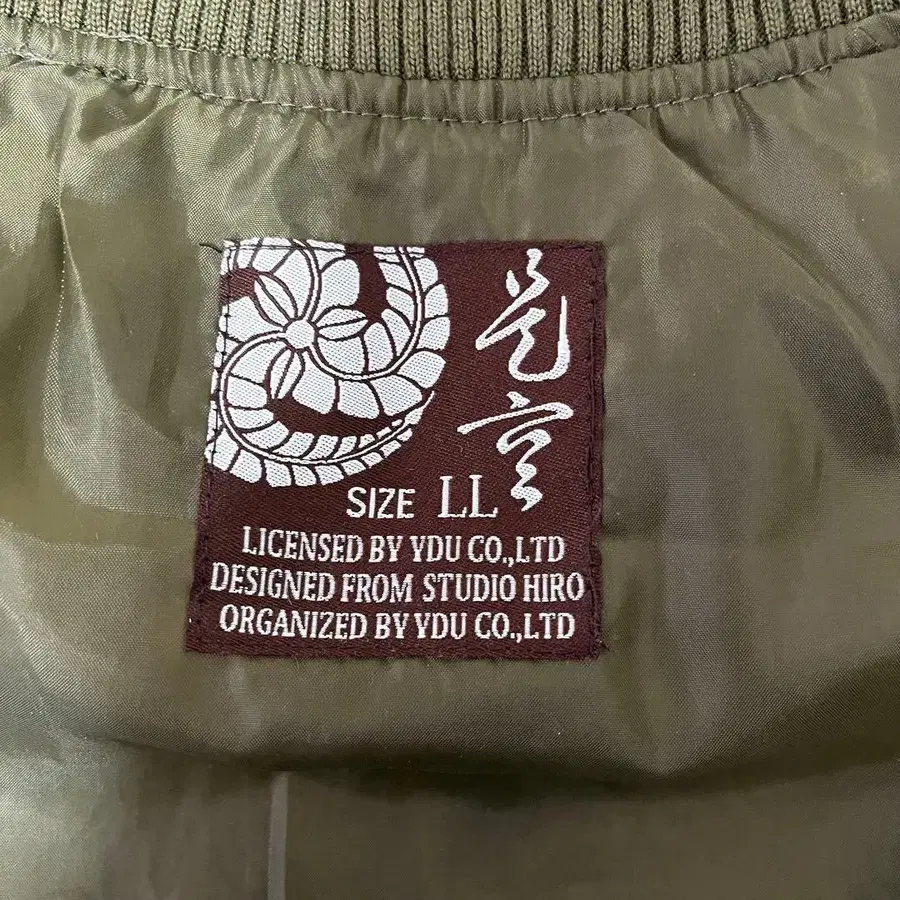 SIZE LL
LICENSED BY YDU CO.,LTD
DESIGNED FROM STUDIO HIRO
ORGANIZED BY YDU CO.,LTD